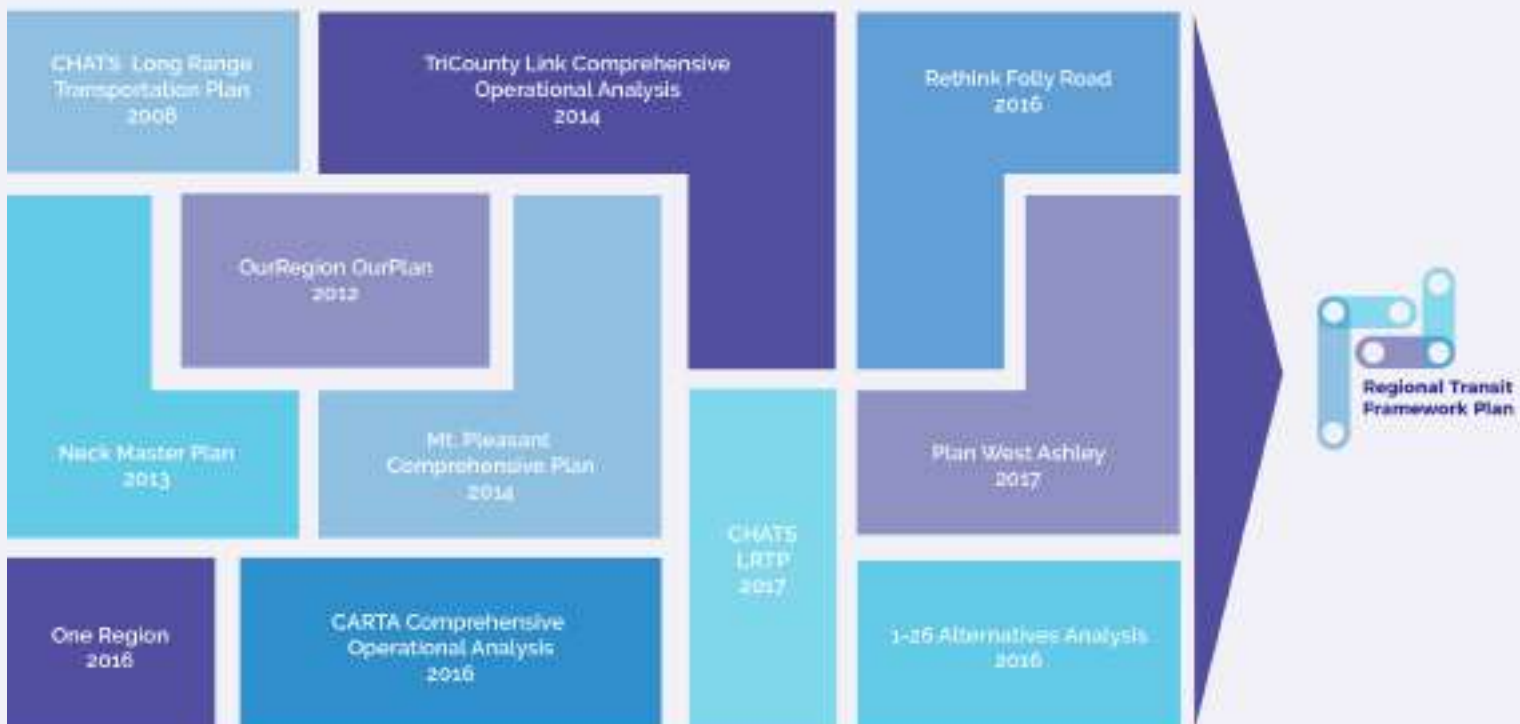 CHATS Long Range
Transportation Plan
2008
TriCounty Link Comprehensive
Operational Analysis
2014
Rethink Folly Road
2016
OurRegion OurPlan
2012
Neck Master Plan
2013
Mt. Pleasant
Comprehensive Plan
2014
CHATS
LRTP
2017
Plan West Ashley
2017
One Region
2016
CARTA Comprehensive
Operational Analysis
2016
1-26 Alternatives Analysis
2016
Regional Transit
Framework Plan